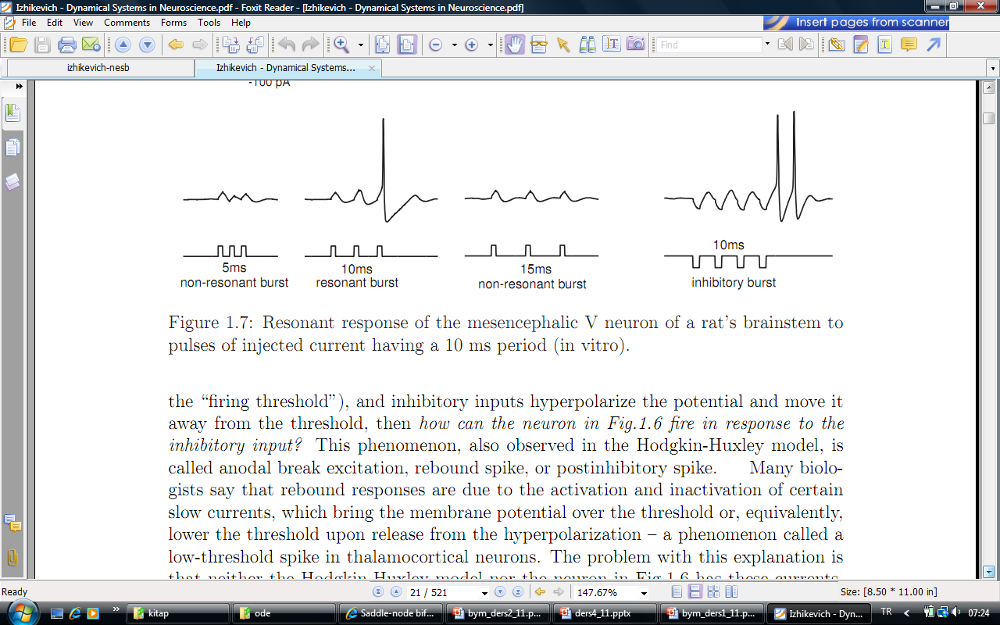 Izhikevich - Dynamical Systems in Neuroscience.pdf - Foxit Reader - [Izhikevich - Dynamical Systems in Neuroscience.pdf]
File Edit View Comments Forms Tools Help
Insert pages from scanner
Find
izhikevich-nesb
Izhikevich - Dynamical Systems...
-100 pA
10ms
5ms 10ms 15ms
non-resonant burst resonant burst non-resonant burst inhibitory burst
Figure 1.7: Resonant response of the mesencephalic V neuron of a rat's brainstem to
pulses of injected current having a 10 ms period (in vitro).
the “firing threshold”), and inhibitory inputs hyperpolarize the potential and move it
away from the threshold, then how can the neuron in Fig.1.6 fire in response to the
inhibitory input? This phenomenon, also observed in the Hodgkin-Huxley model, is
called anodal break excitation, rebound spike, or postinhibitory spike. Many biolo-
gists say that rebound responses are due to the activation and inactivation of certain
slow currents, which bring the membrane potential over the threshold or, equivalently,
lower the threshold upon release from the hyperpolarization – a phenomenon called a
low-threshold spike in thalamocortical neurons. The problem with this explanation is
that neither the Hodgkin-Huxley model nor the neuron in Fig.1.6 has these currents,
Ready
21 / 521
147.67%
Size: [8.50 * 11.00 in]
kitap
ode
Saddle-node bif...
bym_ders2_11.p...
ders4_11.pptx
bym_ders1_11.p...
Izhikevich - Dyn...
TR
07:24